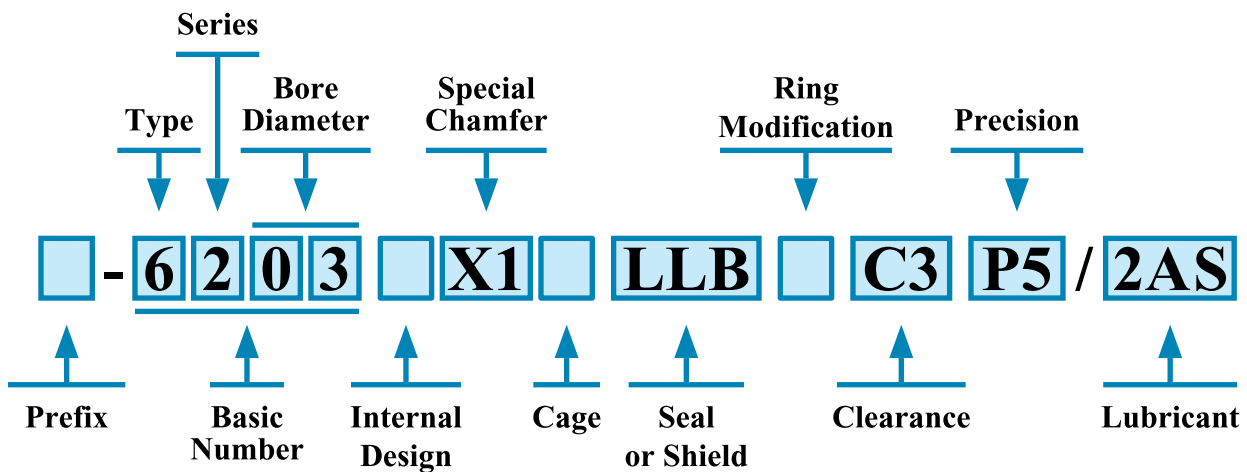 Series
Bore
Diameter
Special
Chamfer
Ring
Modification
Type
Precision
- 6 2 0 3 X1 LLB C3 P5 / 2AS
Prefix
Basic
Number
Internal
Design
Cage
Seal
or Shield
Clearance
Lubricant